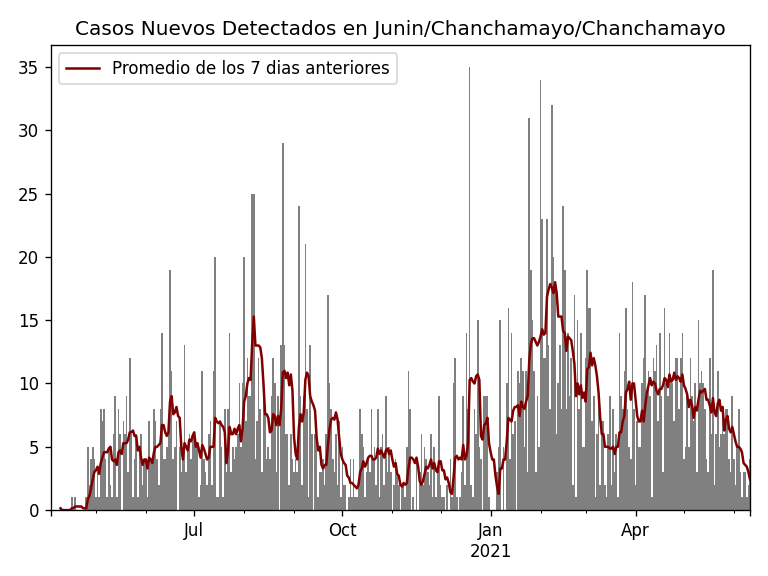 Casos Nuevos Detectados en Junin/Chanchamayo/Chanchamayo
Promedio de los 7 dias anteriores
35
30
25
20
15
10
5
0
Jul
Oct
Jan
2021
Apr